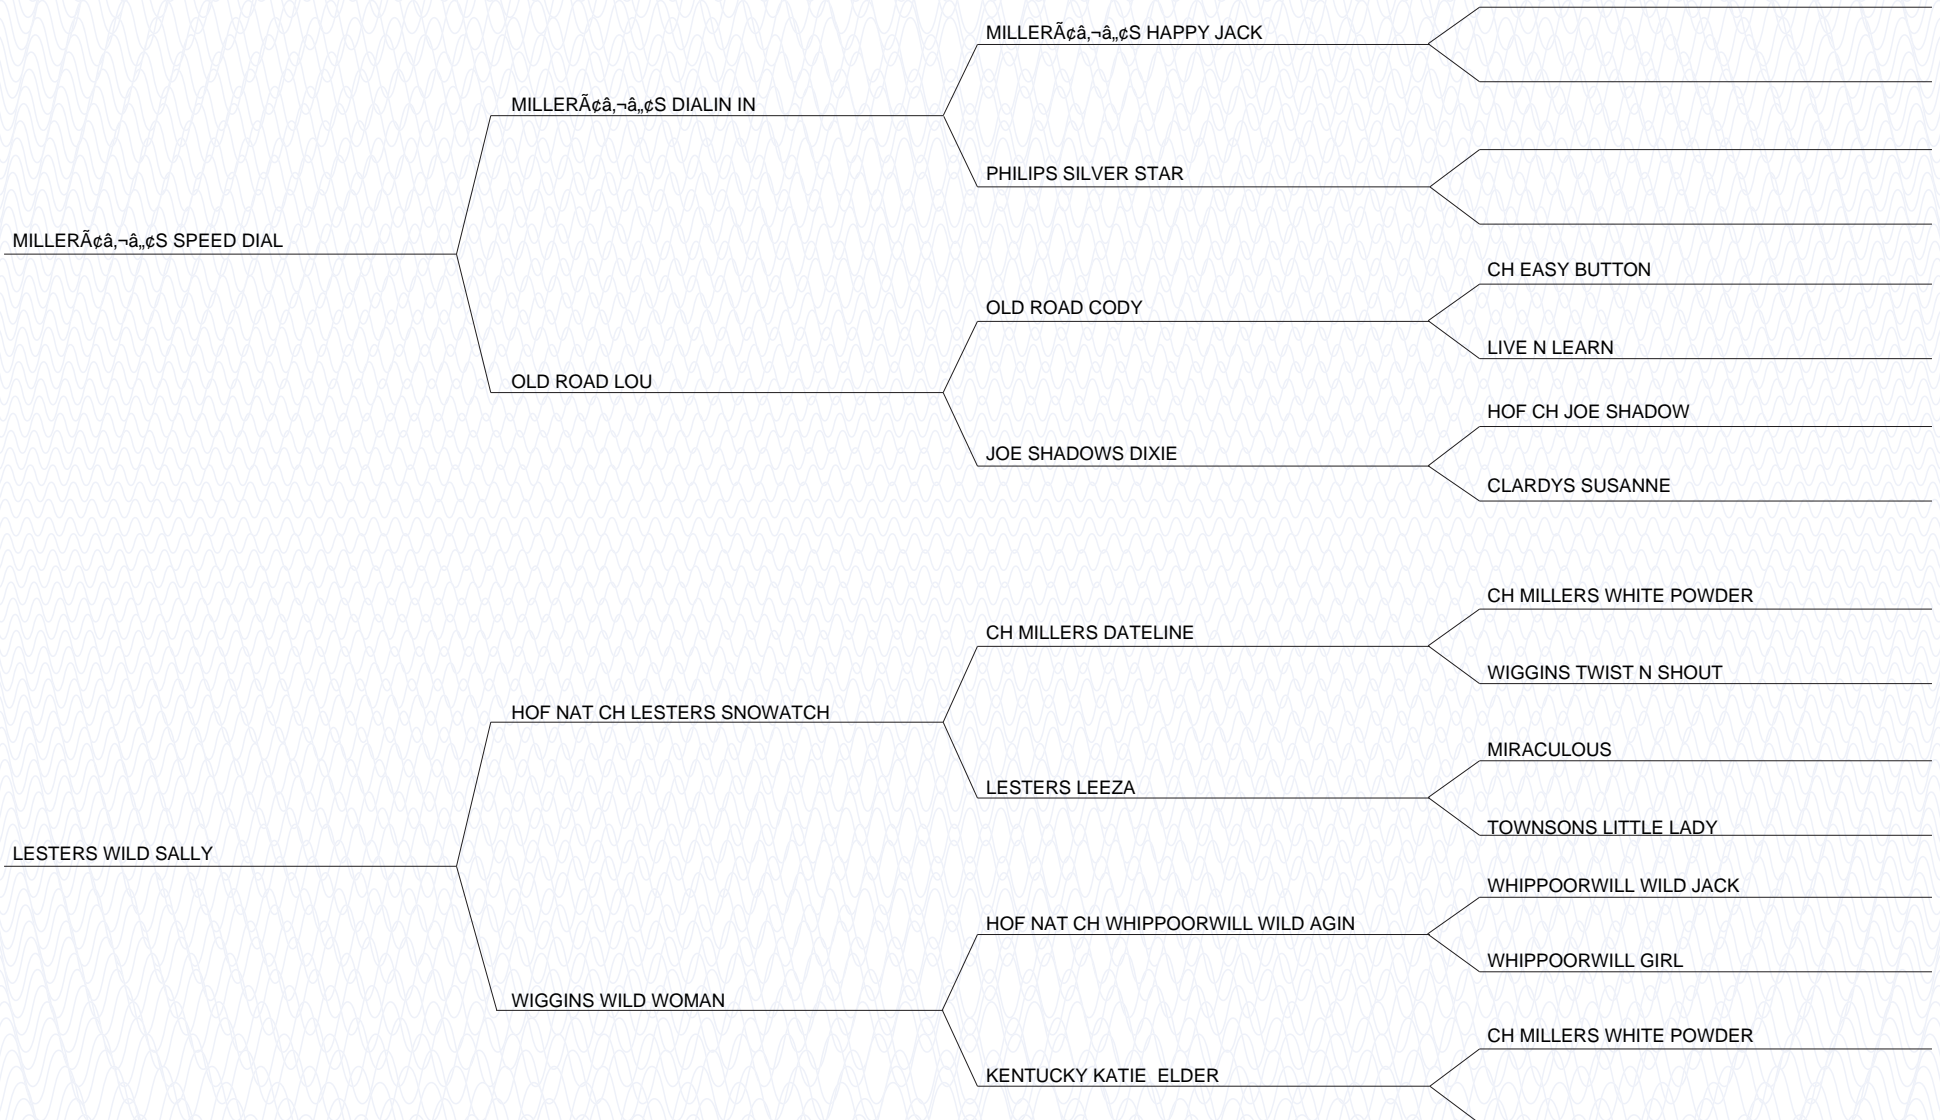 MILLERÃ¢â‚¬â„¢S HAPPY JACK
MILLERÃ¢â‚¬â„¢S DIALIN IN
PHILIPS SILVER STAR
MILLERÃ¢â‚¬â„¢S SPEED DIAL
CH EASY BUTTON
OLD ROAD CODY
LIVE N LEARN
OLD ROAD LOU
HOF CH JOE SHADOW
JOE SHADOWS DIXIE
CLARDYS SUSANNE
CH MILLERS WHITE POWDER
CH MILLERS DATELINE
WIGGINS TWIST N SHOUT
HOF NAT CH LESTERS SNOWATCH
MIRACULOUS
LESTERS LEEZA
TOWNSONS LITTLE LADY
LESTERS WILD SALLY
WHIPPOORWILL WILD JACK
HOF NAT CH WHIPPOORWILL WILD AGIN
WHIPPOORWILL GIRL
WIGGINS WILD WOMAN
CH MILLERS WHITE POWDER
KENTUCKY KATIE  ELDER